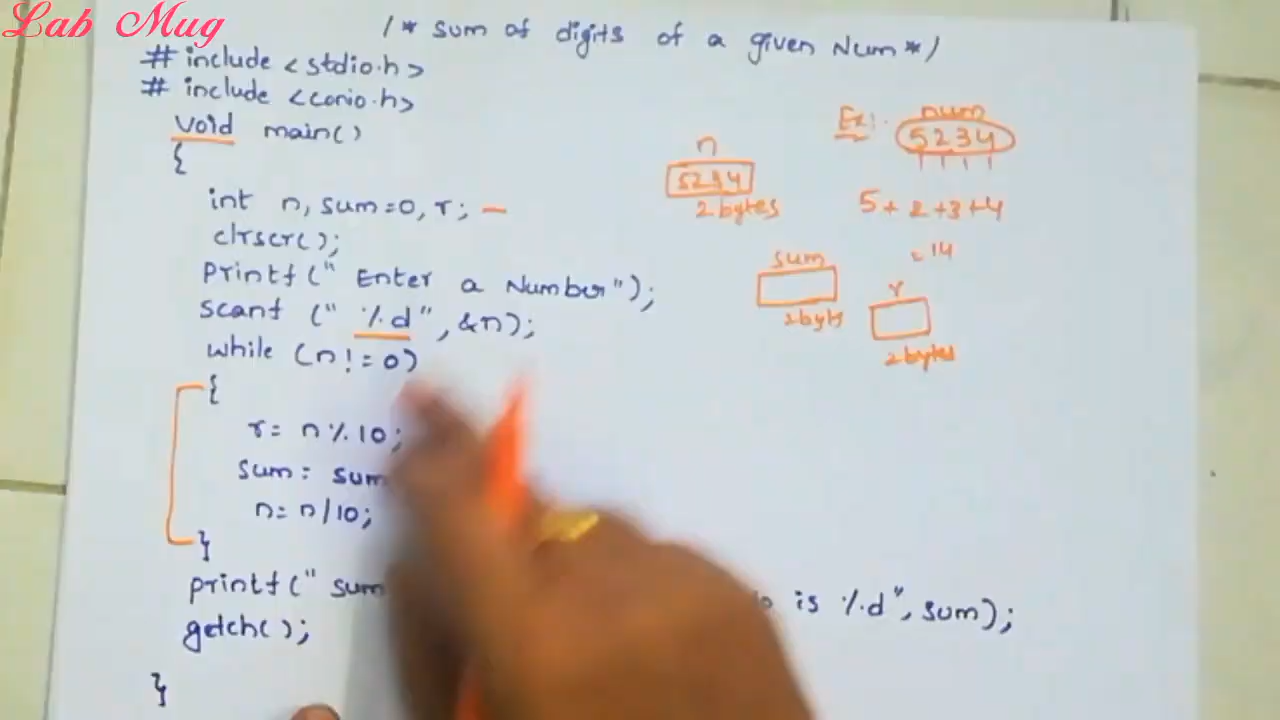 Lab Mug
/* sum of digits of a given Num */
# include <stdio.h>
# include <conio.h>
void main()
{
int n, sum=0, r;
clrscr();
printf(" Enter a Number");
scanf (" %d", &n);
while (n!=0)
{
r= n%10;
sum= sum
n= n/10;
}
printf(" sum
is %d", sum);
getch();
}
Ex:
num
5234
5+2+3+4
=14
n
5234
2 bytes
sum
2 byts
r
2 bytes